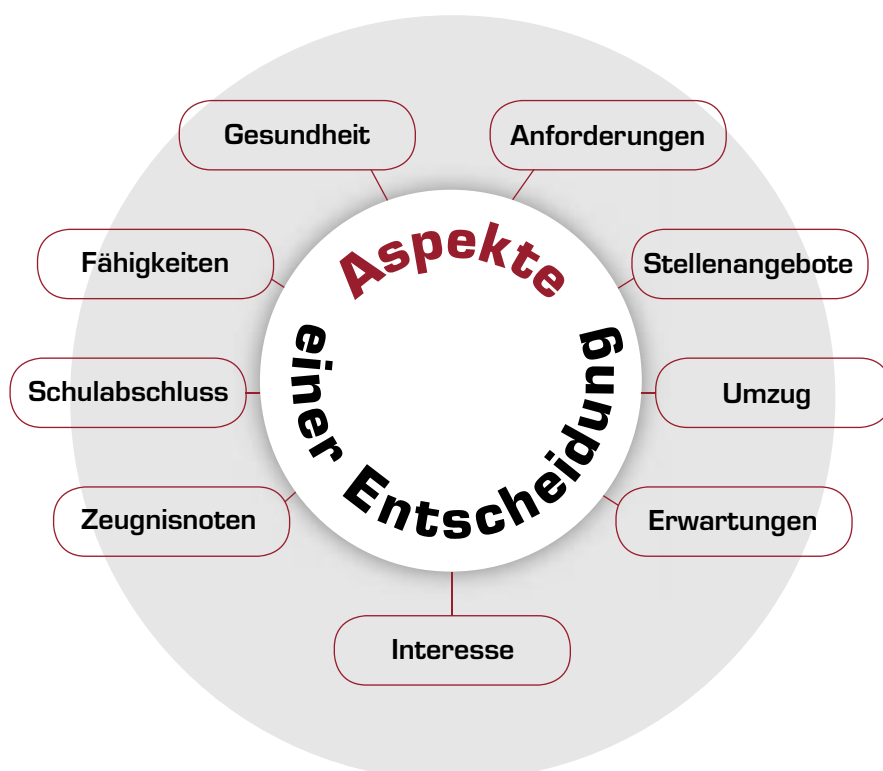 Gesundheit
Anforderungen
Aspekte
Fähigkeiten
Stellenangebote
einer Entscheidung
Schulabschluss
Umzug
Zeugnisnoten
Erwartungen
Interesse